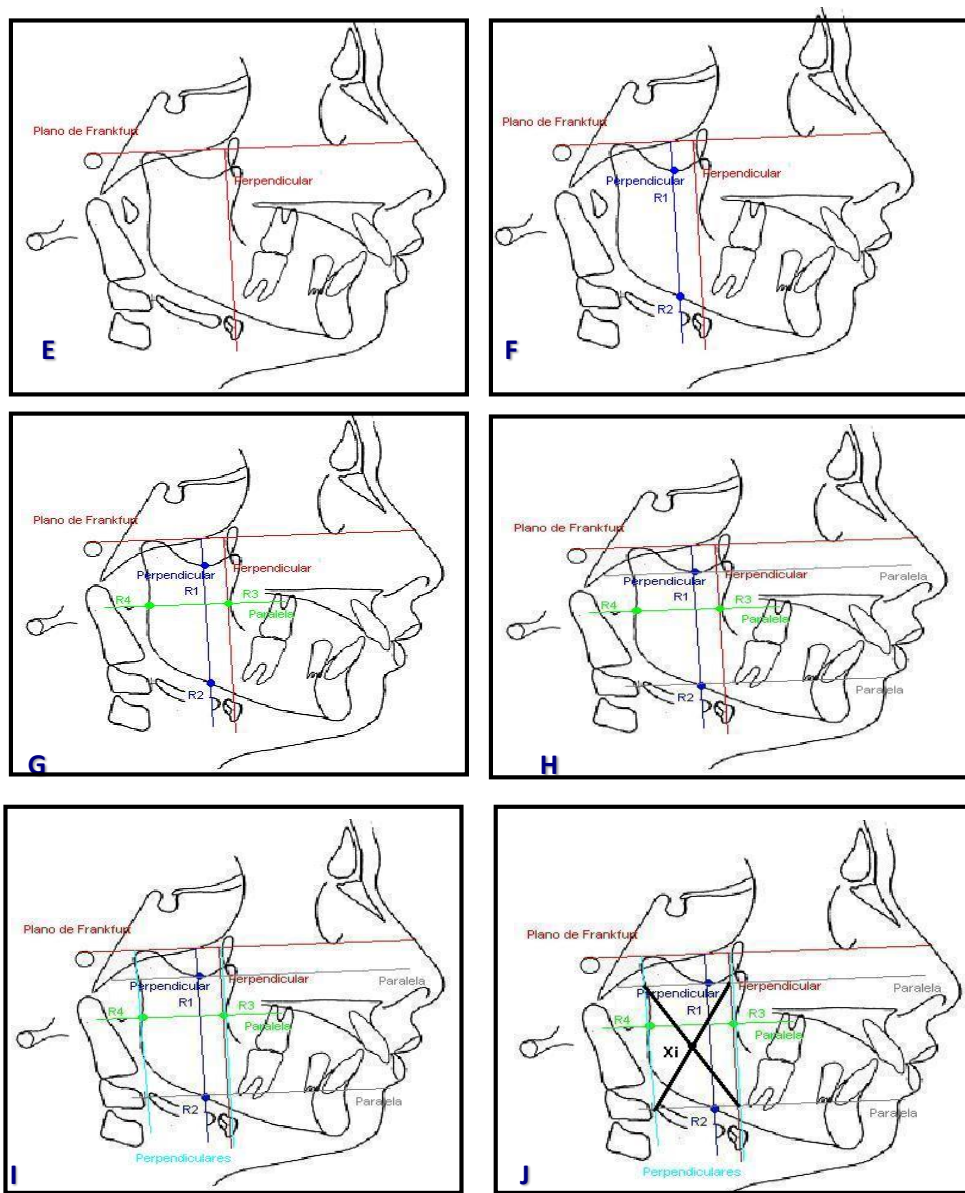 Plano de Frankfurt
Perpendicular
E
Plano de Frankfurt
Perpendicular
Perpendicular
R1
R2
F
Plano de Frankfurt
Perpendicular
Perpendicular
R1
R3
R4
Paralela
R2
G
Plano de Frankfurt
Paralela
Perpendicular
Perpendicular
R1
R3
R4
Paralela
R2
Paralela
H
Plano de Frankfurt
Perpendicular
Perpendicular
Paralela
R1
R3
R4
Paralela
R2
Paralela
Perpendiculares
I
Plano de Frankfurt
Perpendicular
Perpendicular
Paralela
R1
R3
R4
Paralela
Xi
R2
Paralela
Perpendiculares
J